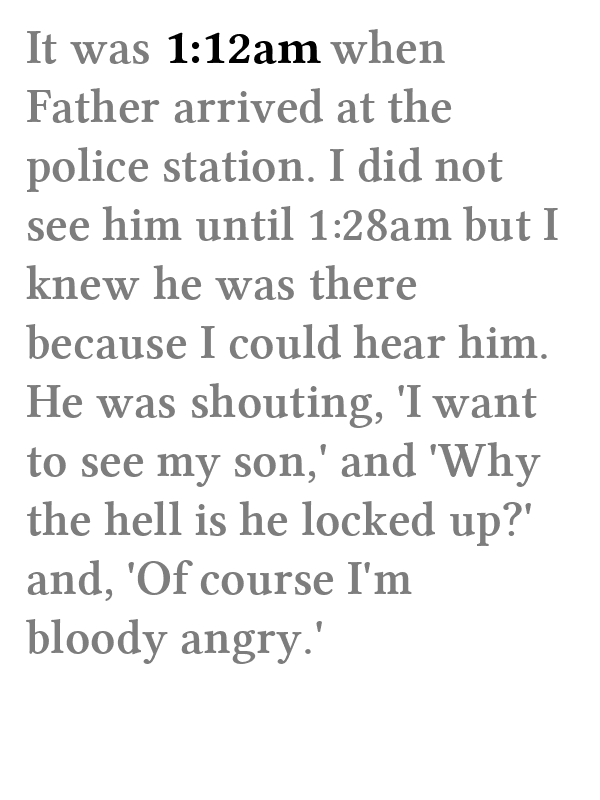 It was 1:12am when
Father arrived at the
police station. I did not
see him until 1:28am but I
knew he was there
because I could hear him.
He was shouting, 'I want
to see my son,' and 'Why
the hell is he locked up?'
and, 'Of course I'm
bloody angry.'